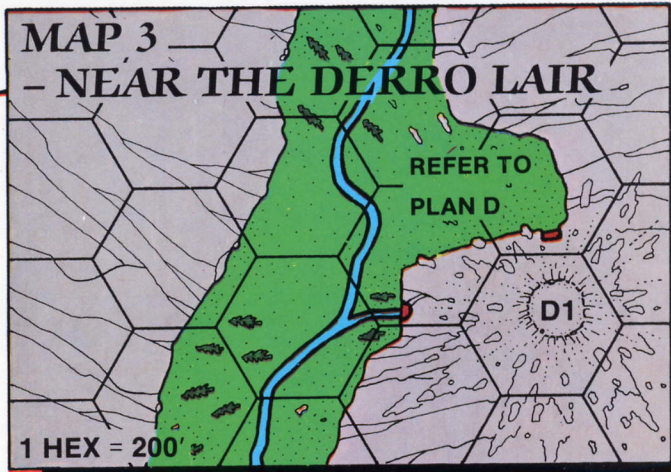 MAP 3
– NEAR THE DERRO LAIR
REFER TO
PLAN D
D1
1 HEX = 200'